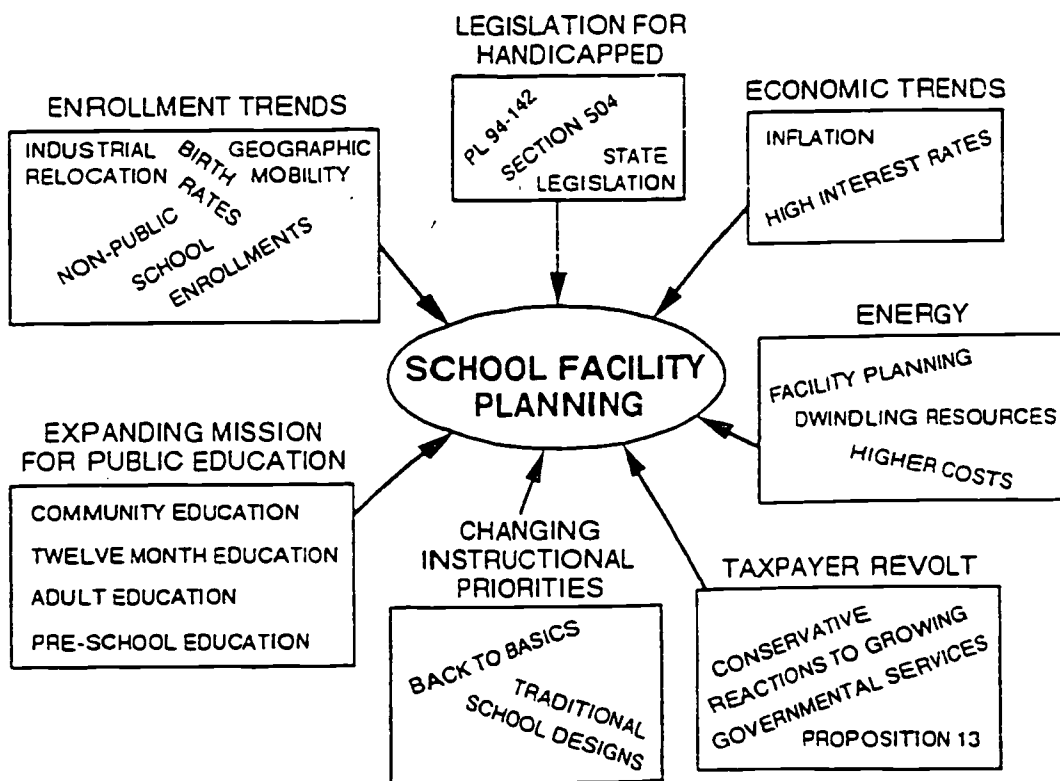 LEGISLATION FOR
HANDICAPPED
PL 94-142
SECTION 504
STATE
LEGISLATION
ENROLLMENT TRENDS
INDUSTRIAL
RELOCATION
BIRTH
RATES
GEOGRAPHIC
MOBILITY
NON-PUBLIC
SCHOOL
ENROLLMENTS
ECONOMIC TRENDS
INFLATION
HIGH INTEREST RATES
SCHOOL FACILITY
PLANNING
ENERGY
FACILITY PLANNING
DWINDLING RESOURCES
HIGHER COSTS
EXPANDING MISSION
FOR PUBLIC EDUCATION
COMMUNITY EDUCATION
TWELVE MONTH EDUCATION
ADULT EDUCATION
PRE-SCHOOL EDUCATION
CHANGING
INSTRUCTIONAL
PRIORITIES
BACK TO BASICS
TRADITIONAL
SCHOOL DESIGNS
TAXPAYER REVOLT
CONSERVATIVE
REACTIONS TO GROWING
GOVERNMENTAL SERVICES
PROPOSITION 13